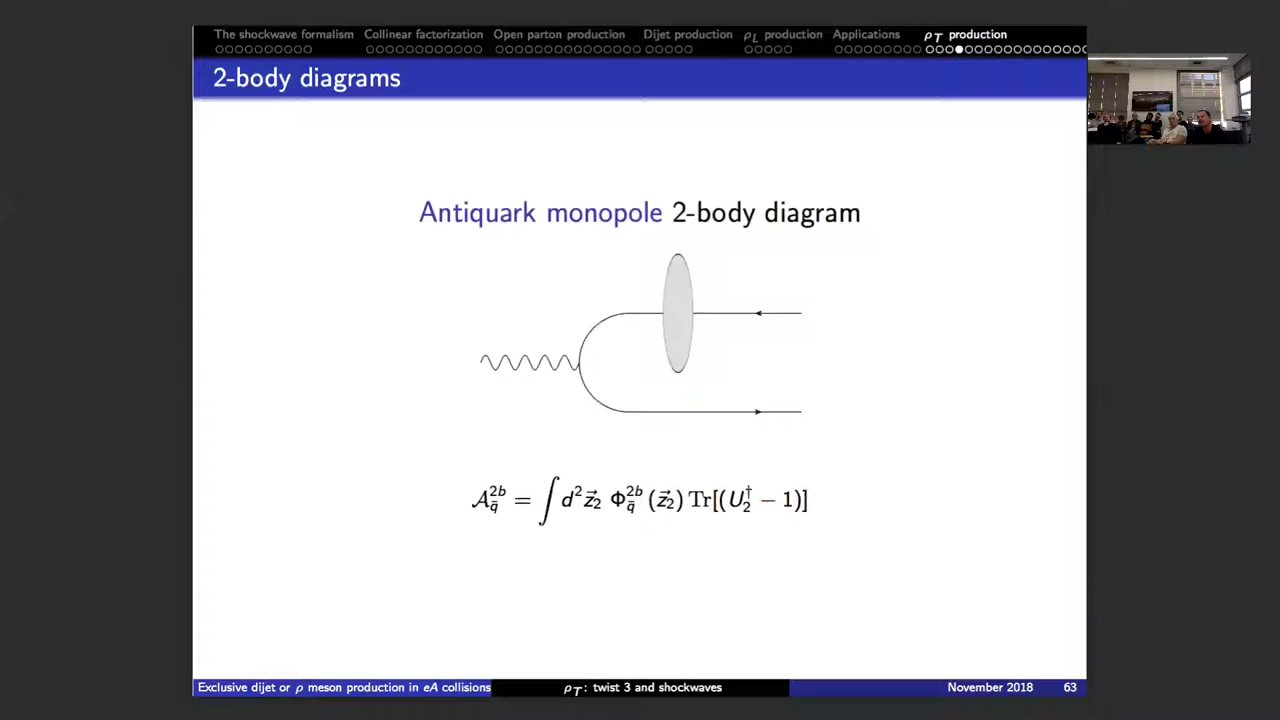 The shockwave formalism Collinear factorization Open parton production Dijet production ρ_L production Applications ρ_T production
2-body diagrams
Antiquark monopole 2-body diagram
𝒜_{q̄}^{2b} = ∫ d²z⃗₂ Φ_{q̄}^{2b} (z⃗₂) Tr[(U₂^† − 1)]
Exclusive dijet or ρ meson production in eA collisions ρ_T : twist 3 and shockwaves November 2018 63